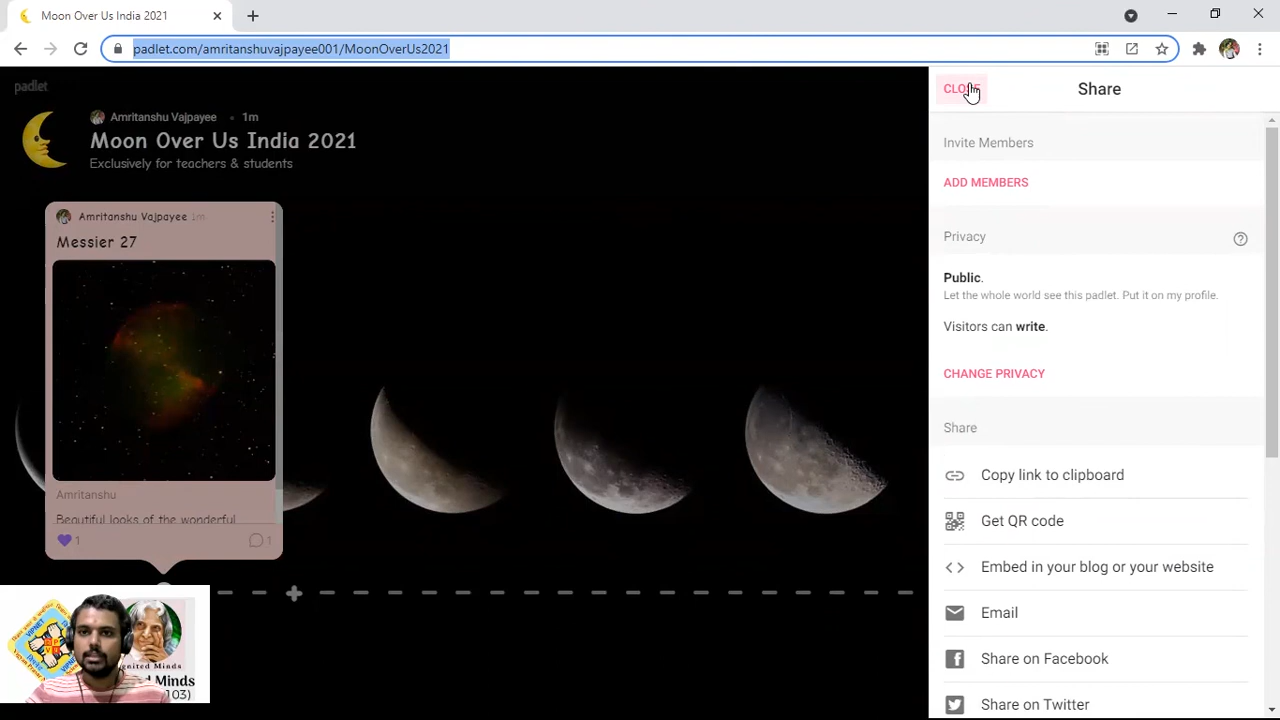 Moon Over Us India 2021
padlet.com/amritanshuvajpayee001/MoonOverUs2021
padlet
Amritanshu Vajpayee • 1m
Moon Over Us India 2021
Exclusively for teachers & students
Amritanshu Vajpayee 1m
Messier 27
Amritanshu
Beautiful looks of the wonderful
1
1
nited Minds
Minds
103)
Share
Invite Members
ADD MEMBERS
Privacy
Public.
Let the whole world see this padlet. Put it on my profile.
Visitors can write.
CHANGE PRIVACY
Share
Copy link to clipboard
Get QR code
Embed in your blog or your website
Email
Share on Facebook
Share on Twitter